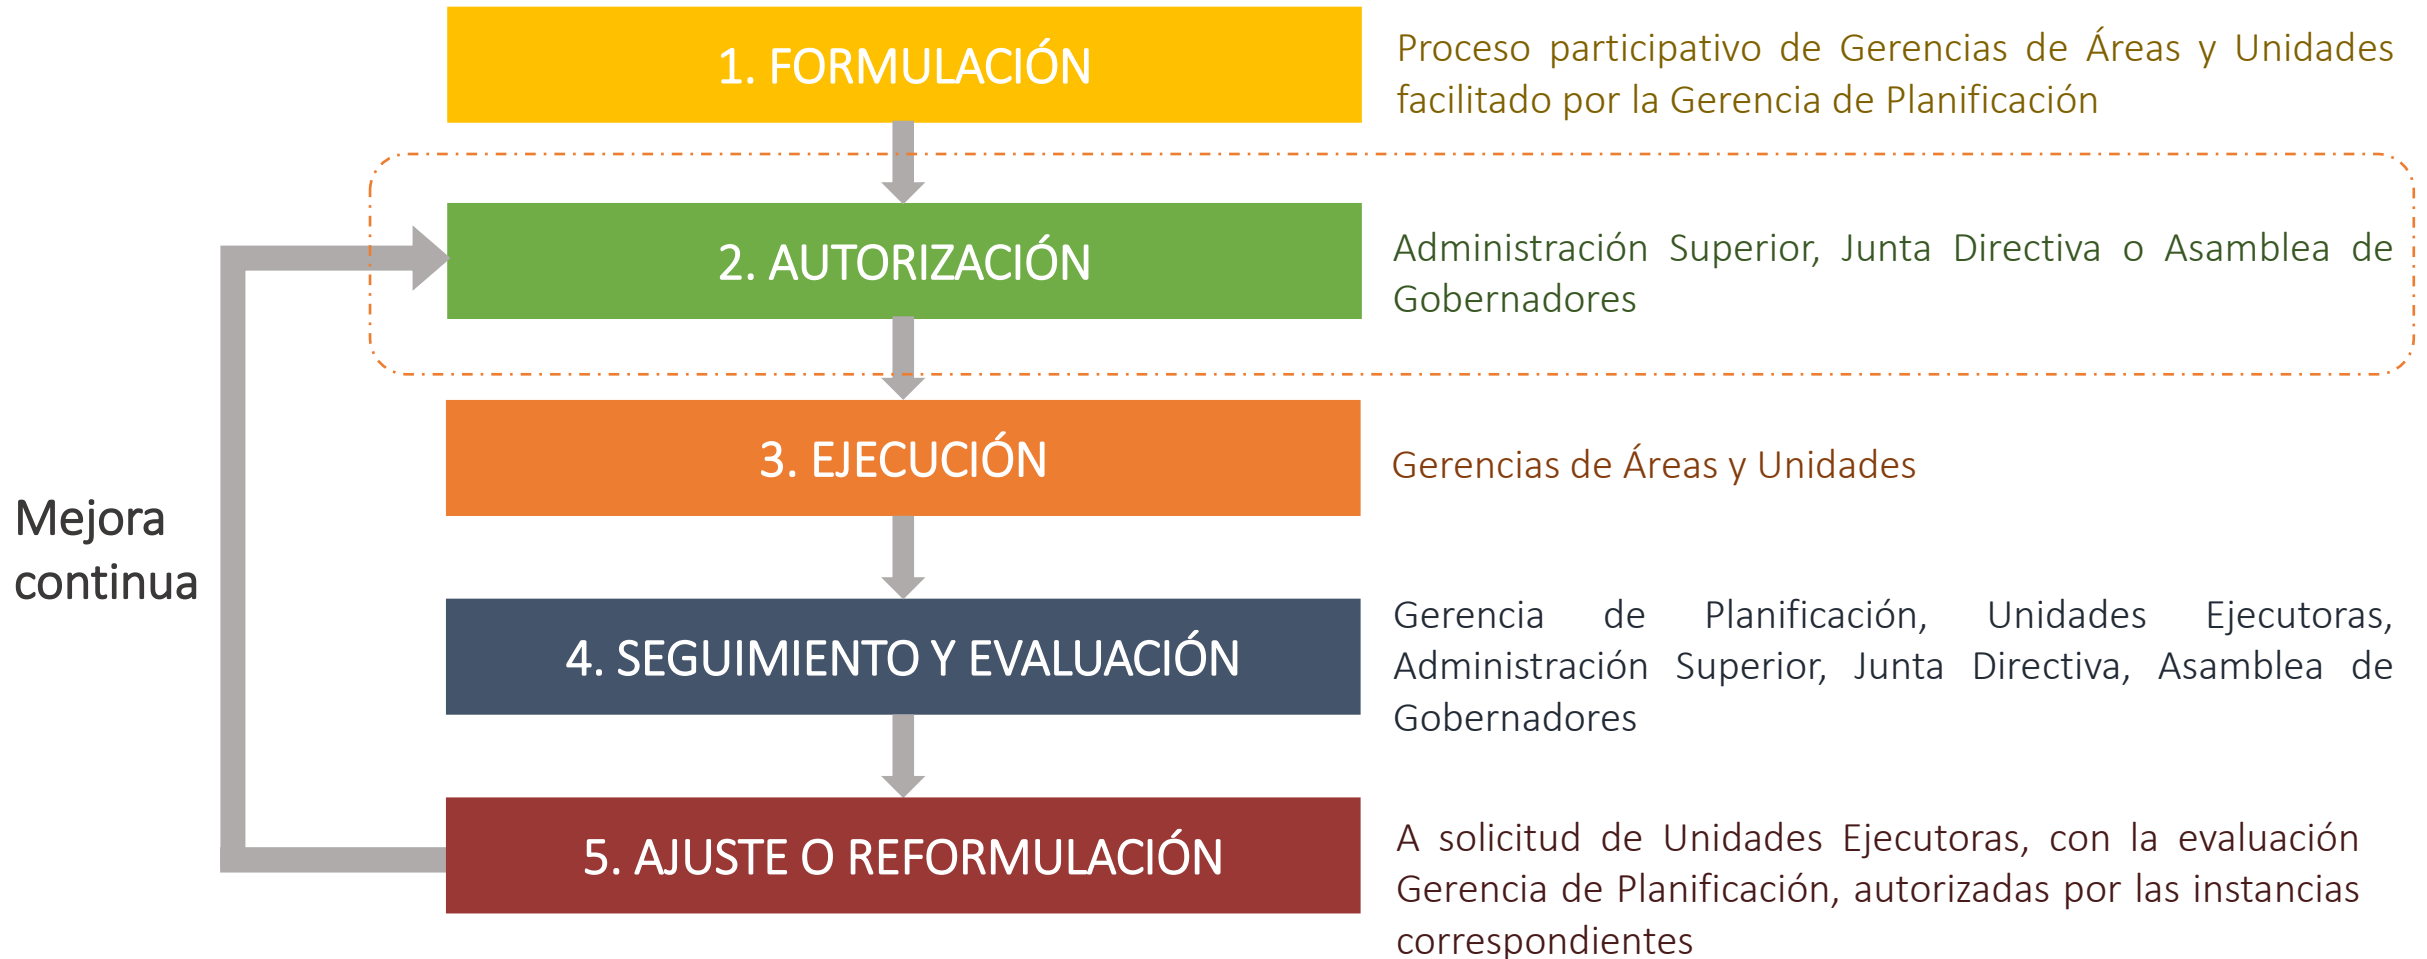 1. FORMULACIÓN
Proceso participativo de Gerencias de Áreas y Unidades
facilitado por la Gerencia de Planificación
2. AUTORIZACIÓN
Administración Superior, Junta Directiva o Asamblea de
Gobernadores
3. EJECUCIÓN
Gerencias de Áreas y Unidades
Mejora
continua
4. SEGUIMIENTO Y EVALUACIÓN
Gerencia de Planificación, Unidades Ejecutoras,
Administración Superior, Junta Directiva, Asamblea de
Gobernadores
5. AJUSTE O REFORMULACIÓN
A solicitud de Unidades Ejecutoras, con la evaluación
Gerencia de Planificación, autorizadas por las instancias
correspondientes